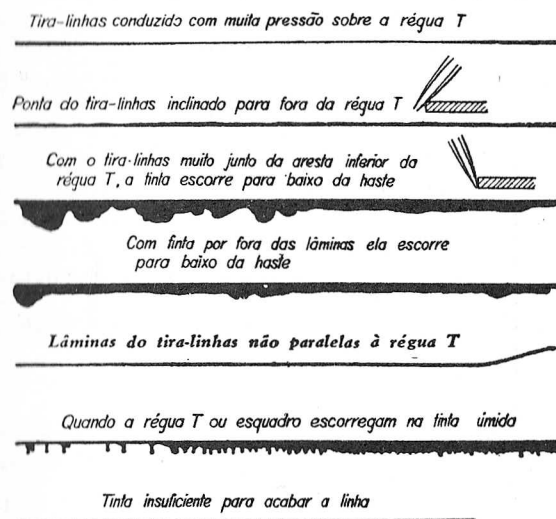 Tira-linhas conduzido com muita pressão sobre a régua T
Ponta do tira-linhas inclinado para fora da régua T
Com o tira-linhas muito junto da aresta inferior da
régua T, a tinta escorre para baixo da haste
Com tinta por fora das lâminas ela escorre
para baixo da haste
Lâminas do tira-linhas não paralelas à régua T
Quando a régua T ou esquadro escorregam na tinta úmida
Tinta insuficiente para acabar a linha